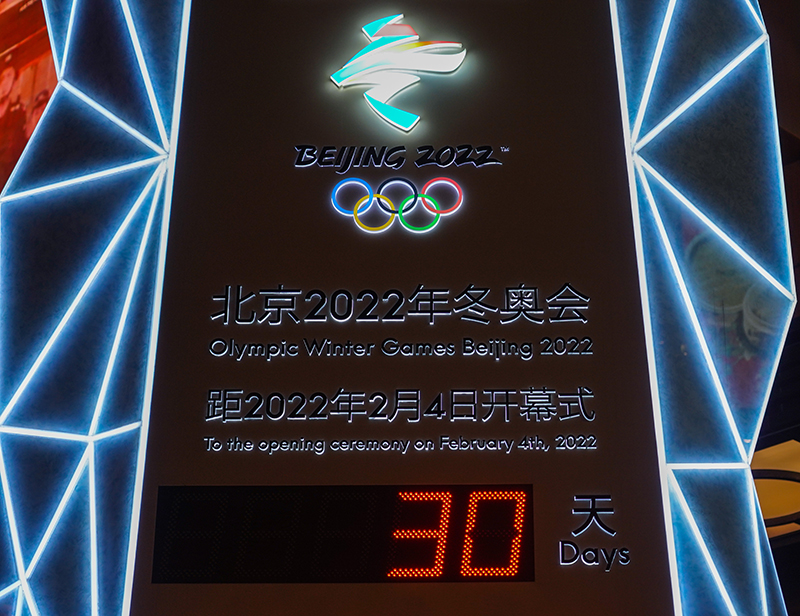 BEIJING 2022™
北京2022年冬奥会
Olympic Winter Games Beijing 2022
距2022年2月4日开幕式
To the opening ceremony on February 4th, 2022
30 天
Days